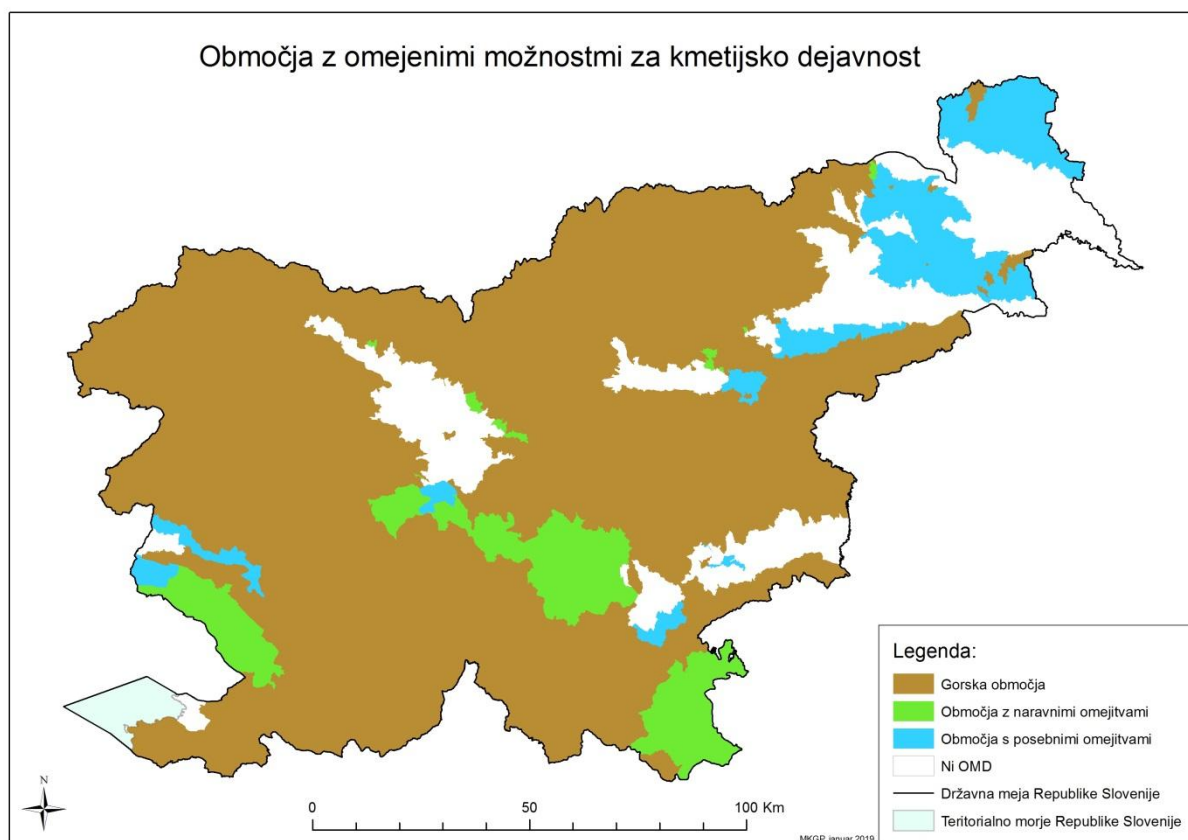 Območja z omejenimi možnostmi za kmetijsko dejavnost
Legenda:
Gorska območja
Območja z naravnimi omejitvami
Območja s posebnimi omejitvami
Ni OMD
Državna meja Republike Slovenije
Teritorialno morje Republike Slovenije
N
0 50 100 Km
MKGP, januar 2019